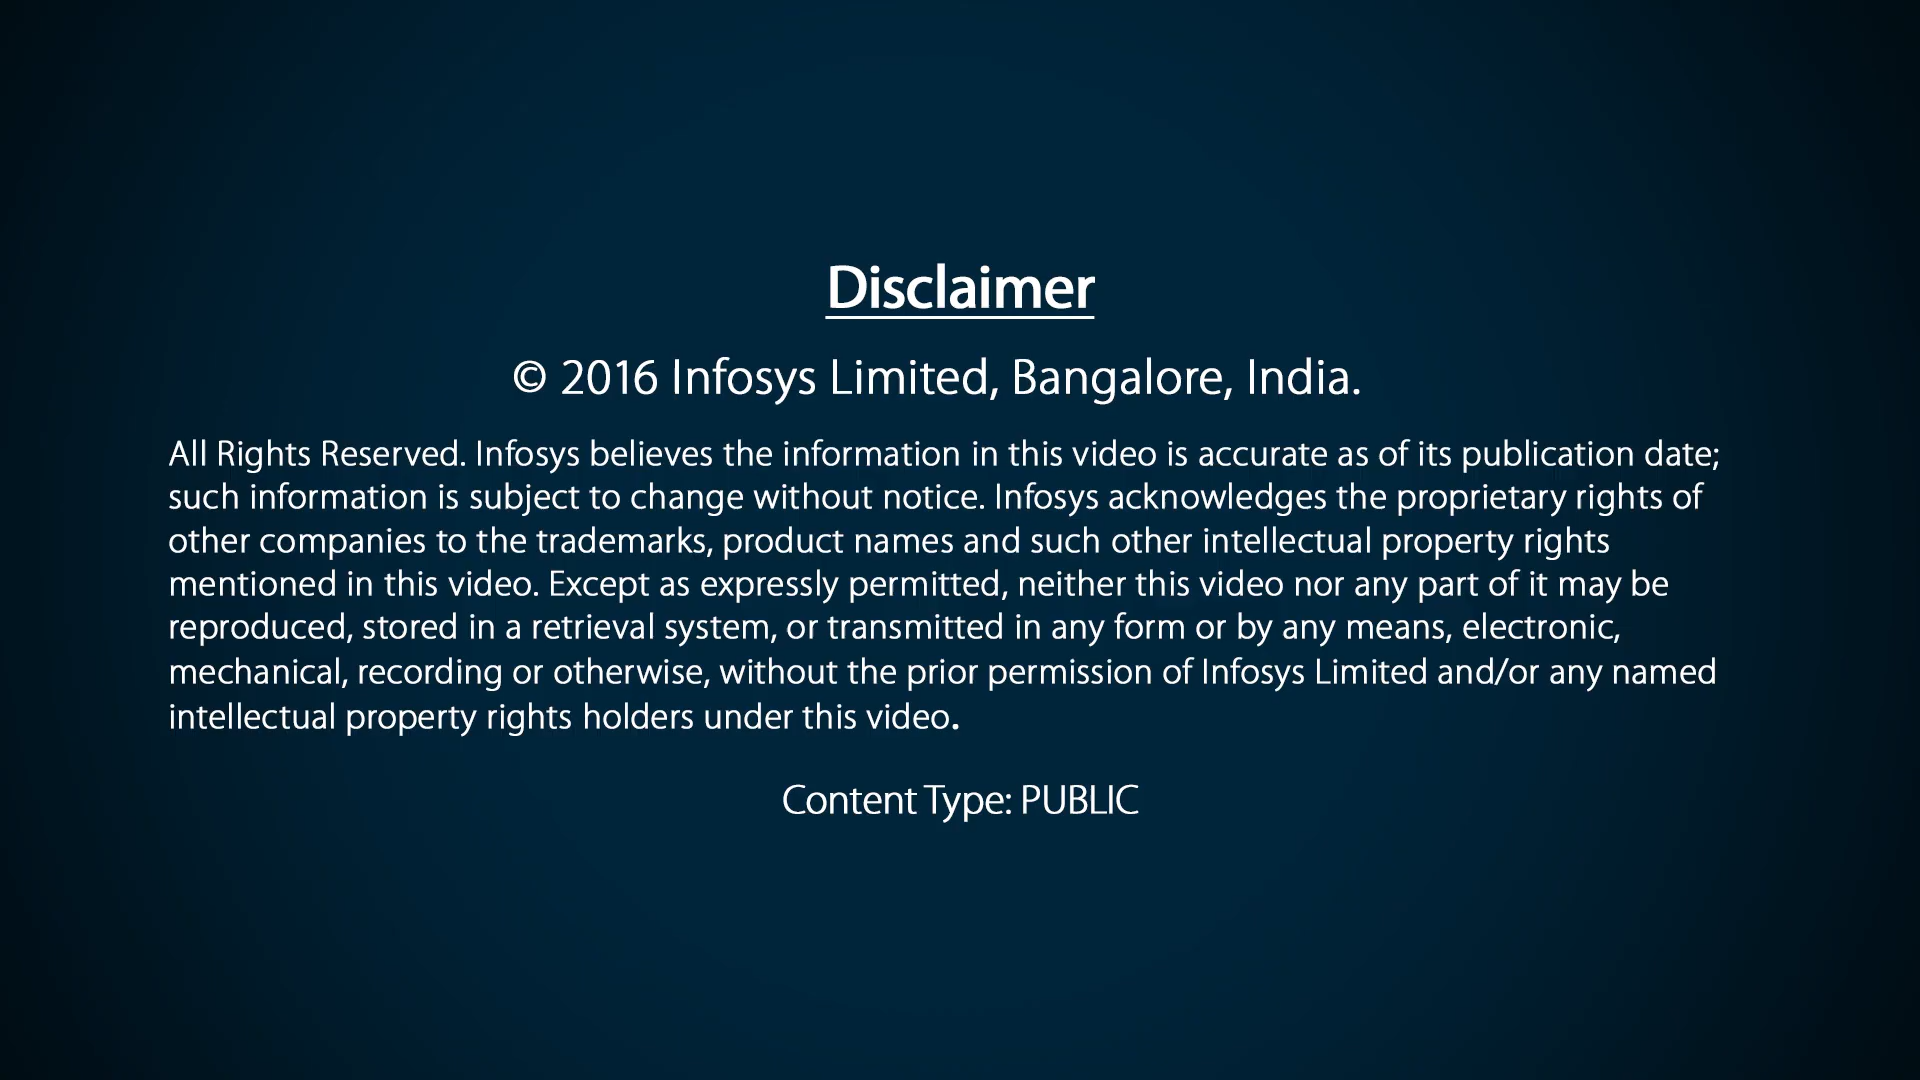 Disclaimer
© 2016 Infosys Limited, Bangalore, India.
All Rights Reserved. Infosys believes the information in this video is accurate as of its publication date;
such information is subject to change without notice. Infosys acknowledges the proprietary rights of
other companies to the trademarks, product names and such other intellectual property rights
mentioned in this video. Except as expressly permitted, neither this video nor any part of it may be
reproduced, stored in a retrieval system, or transmitted in any form or by any means, electronic,
mechanical, recording or otherwise, without the prior permission of Infosys Limited and/or any named
intellectual property rights holders under this video.
Content Type: PUBLIC